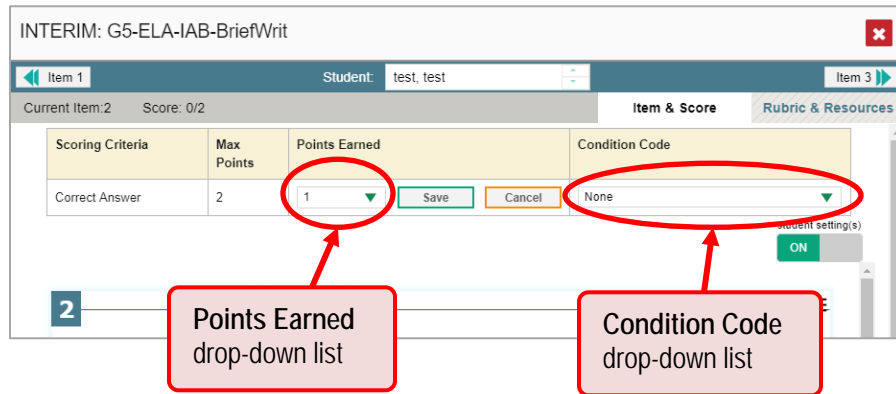 INTERIM: G5-ELA-IAB-BriefWrit
Item 1 Student: test, test Item 3
Current Item:2 Score: 0/2 Item & Score Rubric & Resources
Scoring Criteria Max Points Points Earned Condition Code
Correct Answer 2 1 Save Cancel None
student setting(s)
ON
2
Points Earned
drop-down list
Condition Code
drop-down list